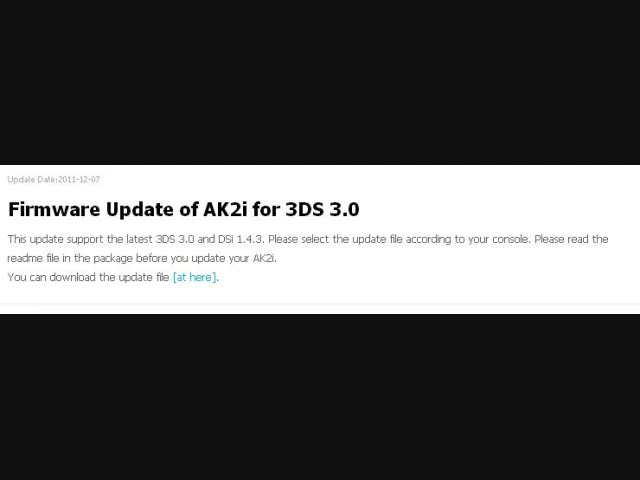 Update Date:2011-12-07
Firmware Update of AK2i for 3DS 3.0
This update support the latest 3DS 3.0 and DSi 1.4.3. Please select the update file according to your console. Please read the
readme file in the package before you update your AK2i.
You can download the update file [at here].